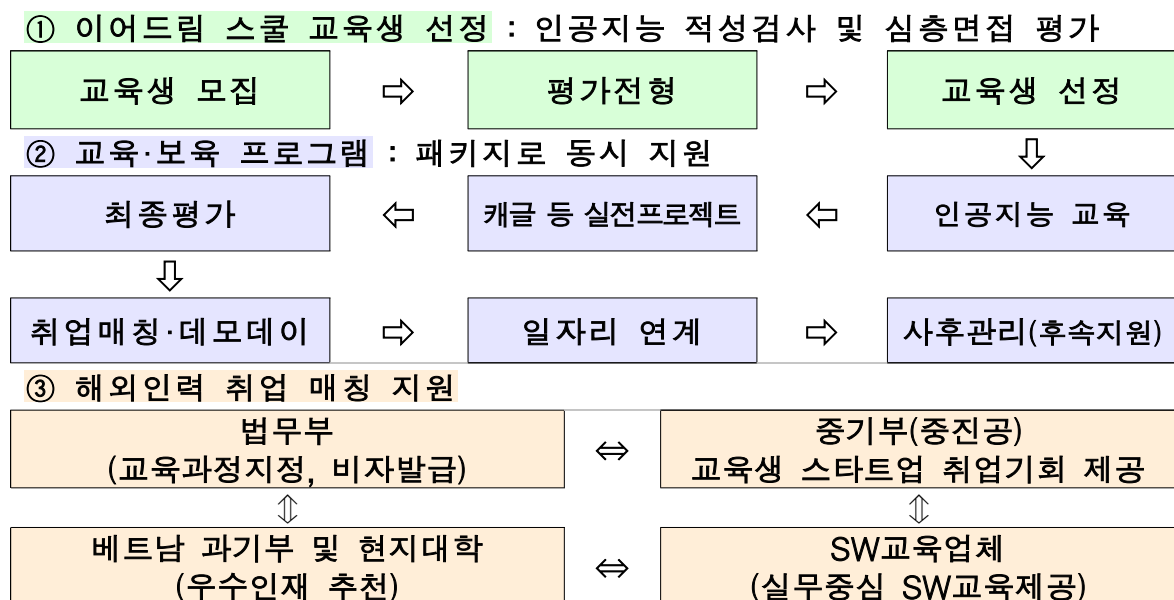 ① 이어드림 스쿨 교육생 선정 : 인공지능 적성검사 및 심층면접 평가
교육생 모집 ⇨ 평가전형 ⇨ 교육생 선정
② 교육·보육 프로그램 : 패키지로 동시 지원 ⇩
최종평가 ⇦ 캐글 등 실전프로젝트 ⇦ 인공지능 교육
⇩
취업매칭·데모데이 ⇨ 일자리 연계 ⇨ 사후관리(후속지원)
③ 해외인력 취업 매칭 지원
법무부
(교육과정지정, 비자발급)
⇔
중기부(중진공)
교육생 스타트업 취업기회 제공
⇕ ⇕
베트남 과기부 및 현지대학
(우수인재 추천)
⇔
SW교육업체
(실무중심 SW교육제공)